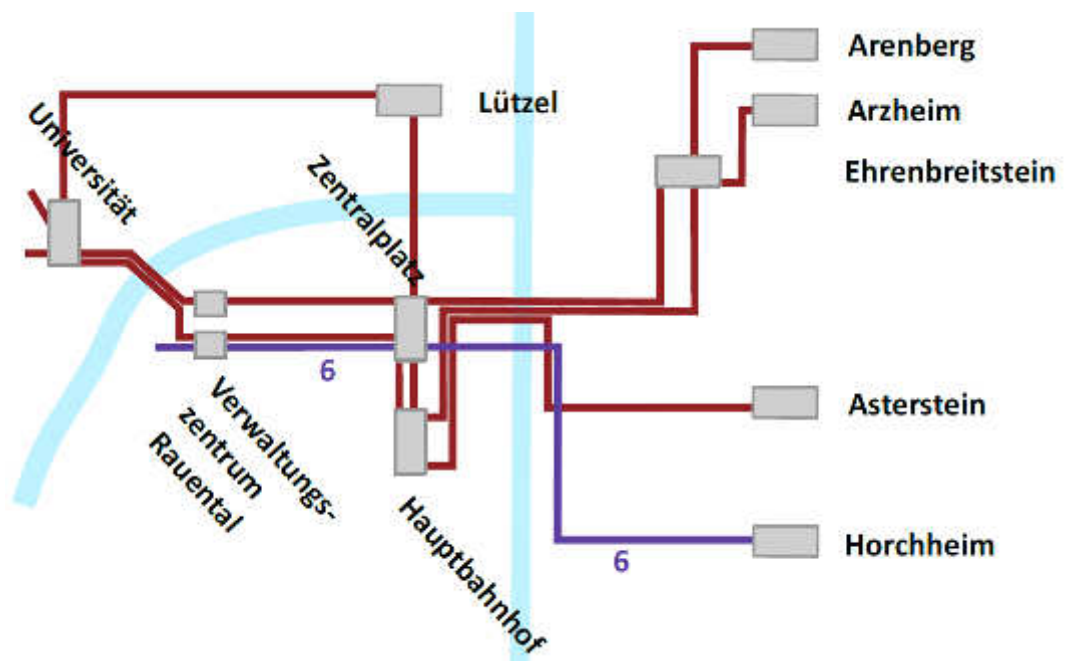 Arenberg
Lützel
Arzheim
Universität
Ehrenbreitstein
Zentralplatz
6
Verwaltungs-
zentrum
Rauental
Asterstein
Hauptbahnhof
6
Horchheim